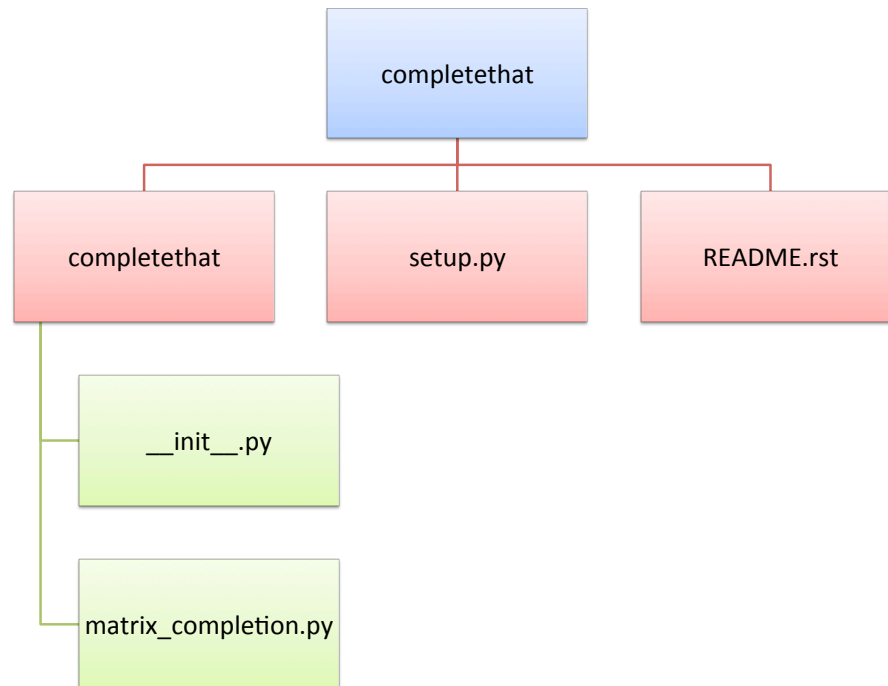 completethat
completethat
setup.py
README.rst
__init__.py
matrix_completion.py